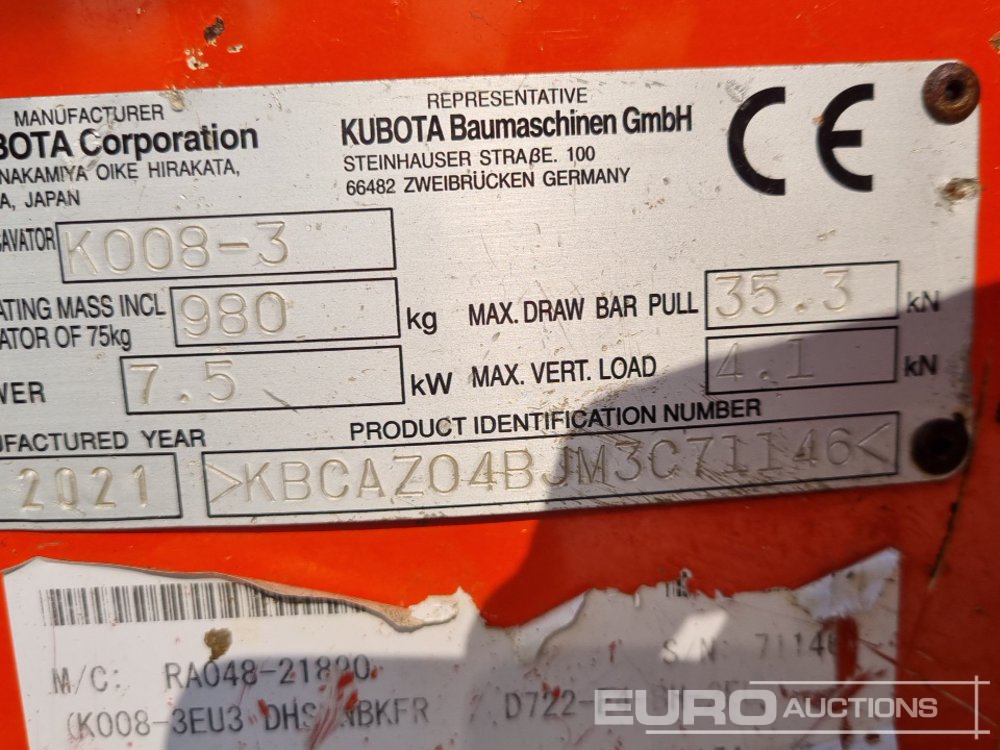 MANUFACTURER
BOTA Corporation
NAKAMIYA OIKE HIRAKATA,
A, JAPAN
REPRESENTATIVE
KUBOTA Baumaschinen GmbH
STEINHAUSER STRAßE. 100
66482 ZWEIBRÜCKEN GERMANY
CE
CAVATOR K008-3
ATING MASS INCL
ATOR OF 75kg 980 kg
MAX. DRAW BAR PULL 35.3 kN
WER 7.5 kW
MAX. VERT. LOAD 4.1 kN
UFACTURED YEAR
2021
PRODUCT IDENTIFICATION NUMBER
>KBCAZ04BJM3C71146<
M/C: RA048-21890
S/N: 7114
(K008-3EU3 DHS NBKFR
D722-
EURO AUCTIONS